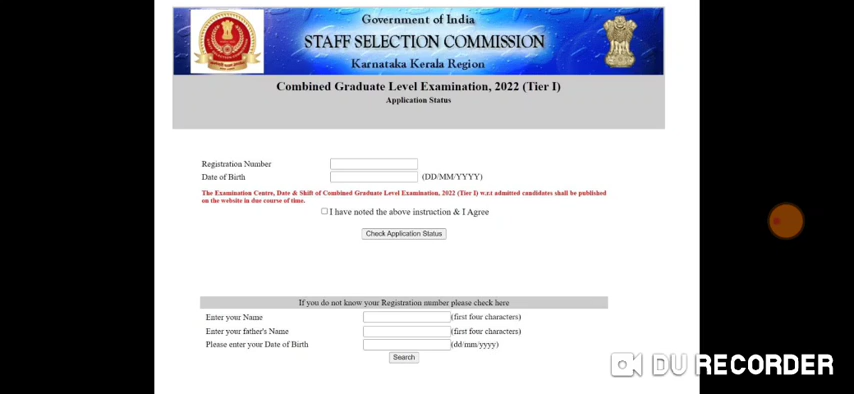 Government of India
STAFF SELECTION COMMISSION
Karnataka Kerala Region
Combined Graduate Level Examination, 2022 (Tier I)
Application Status
Registration Number
Date of Birth (DD/MM/YYYY)
The Examination Centre, Date & Shift of Combined Graduate Level Examination, 2022 (Tier I) w.r.t admitted candidates shall be published
on the website in due course of time.
I have noted the above instruction & I Agree
Check Application Status
If you do not know your Registration number please check here
Enter your Name (first four characters)
Enter your father's Name (first four characters)
Please enter your Date of Birth (dd/mm/yyyy)
Search
DU RECORDER